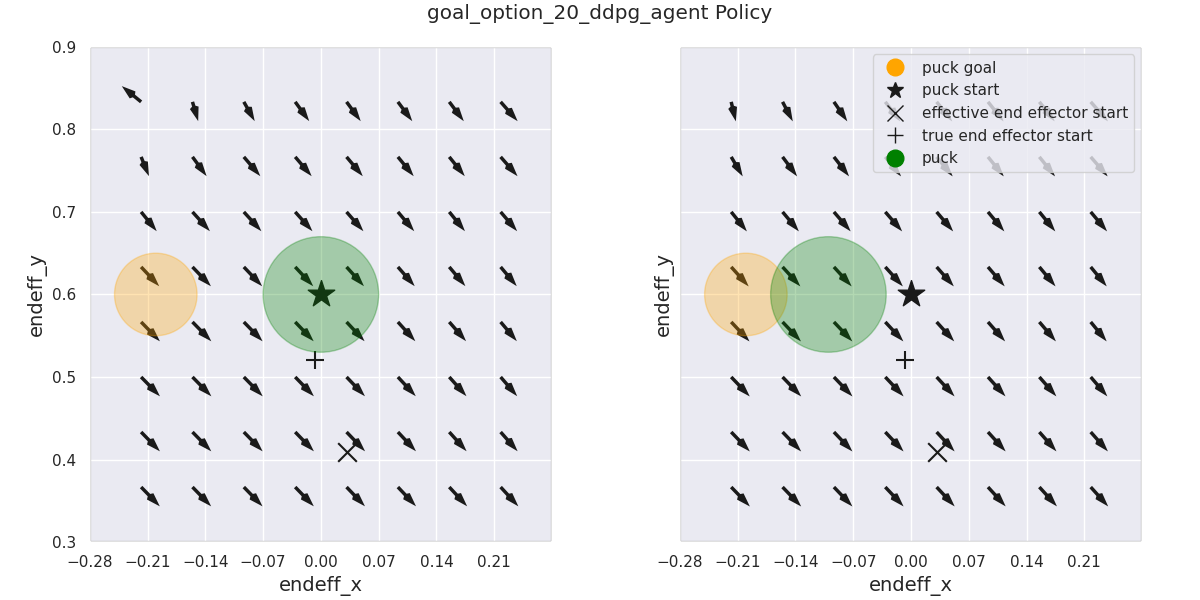 goal_option_20_ddpg_agent Policy
endeff_y
0.9
0.8
0.7
0.6
0.5
0.4
0.3
−0.28 −0.21 −0.14 −0.07 0.00 0.07 0.14 0.21
endeff_x
endeff_y
puck goal
puck start
effective end effector start
true end effector start
puck
−0.28 −0.21 −0.14 −0.07 0.00 0.07 0.14 0.21
endeff_x